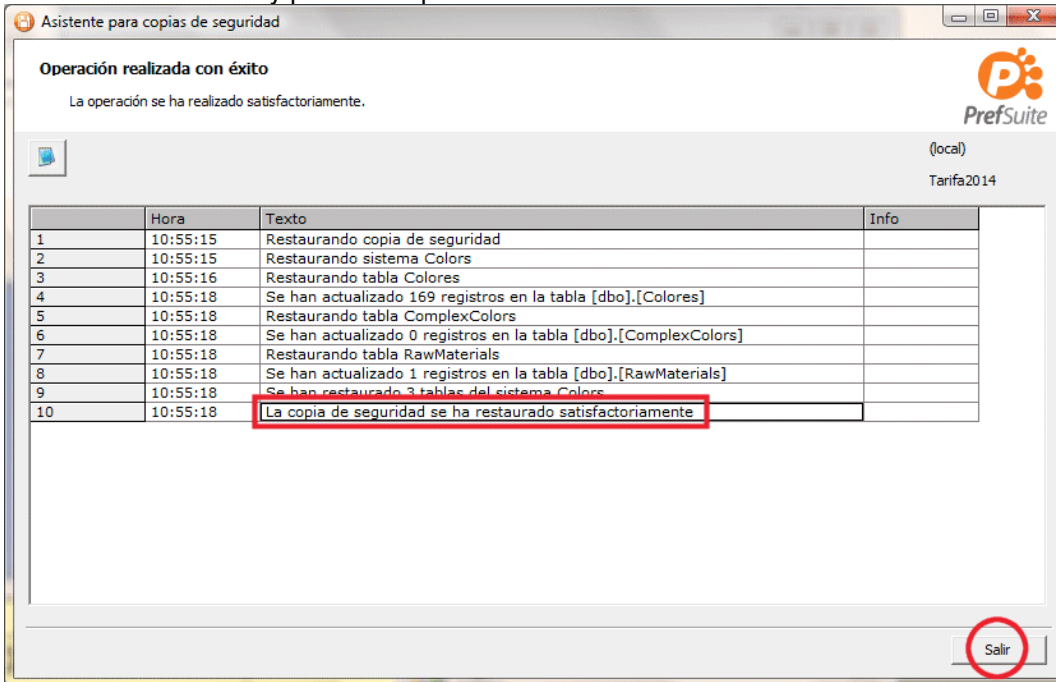 Asistente para copias de seguridad
Operación realizada con éxito
La operación se ha realizado satisfactoriamente.
PrefSuite
(local)
Tarifa2014
Hora Texto Info
1 10:55:15 Restaurando copia de seguridad
2 10:55:15 Restaurando sistema Colors
3 10:55:16 Restaurando tabla Colores
4 10:55:18 Se han actualizado 169 registros en la tabla [dbo].[Colores]
5 10:55:18 Restaurando tabla ComplexColors
6 10:55:18 Se han actualizado 0 registros en la tabla [dbo].[ComplexColors]
7 10:55:18 Restaurando tabla RawMaterials
8 10:55:18 Se han actualizado 1 registros en la tabla [dbo].[RawMaterials]
9 10:55:18 Se han restaurado 3 tablas del sistema Colors
10 10:55:18 La copia de seguridad se ha restaurado satisfactoriamente
Salir